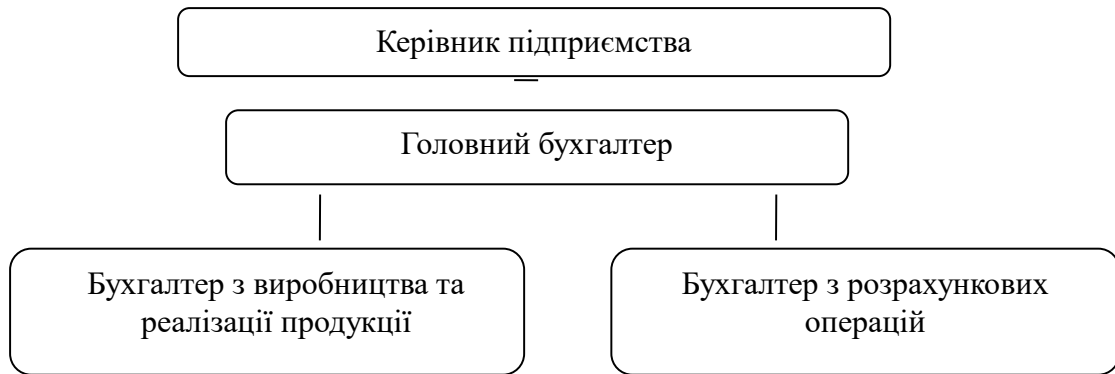 Керівник підприємства
Головний бухгалтер
Бухгалтер з виробництва та
реалізації продукції
Бухгалтер з розрахункових
операцій